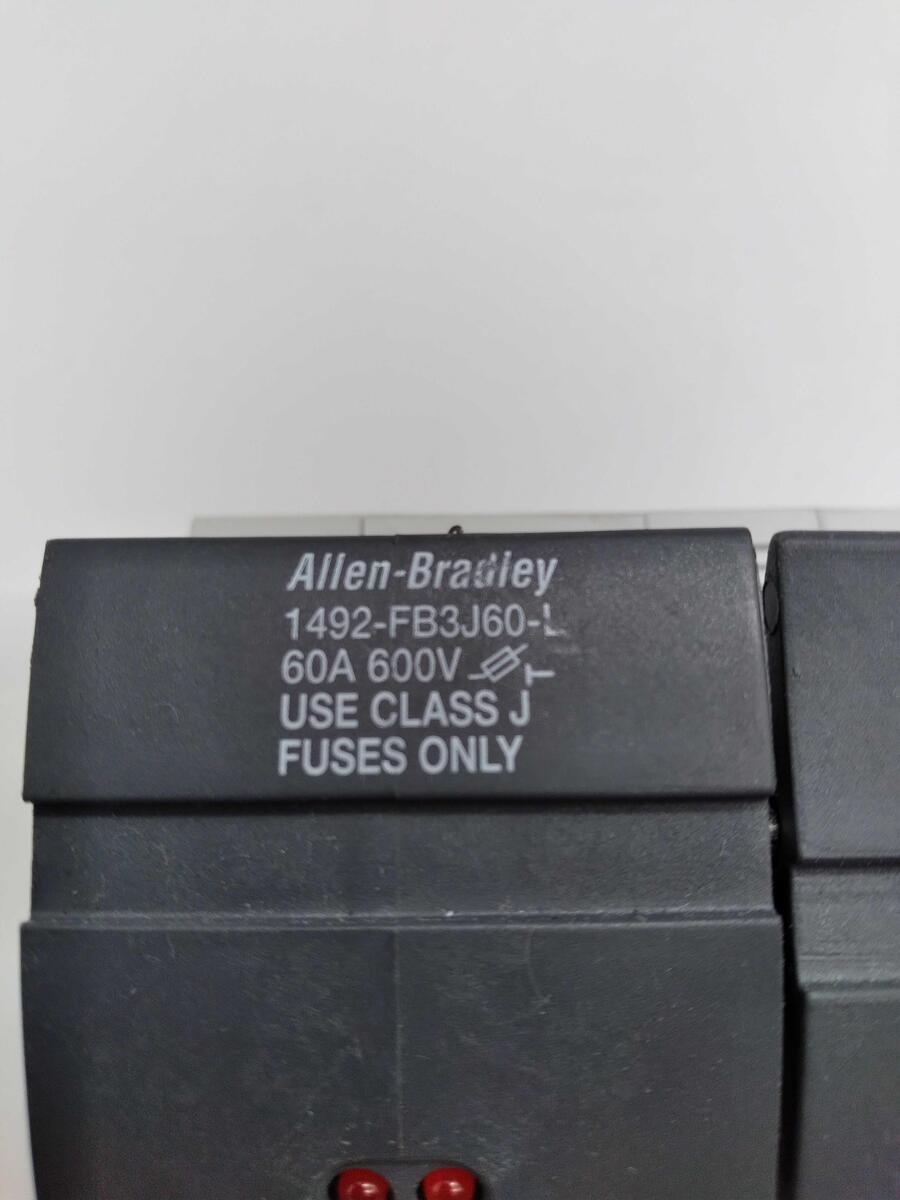 Allen-Bradley
1492-FB3J60-L
60A 600V
USE CLASS J
FUSES ONLY